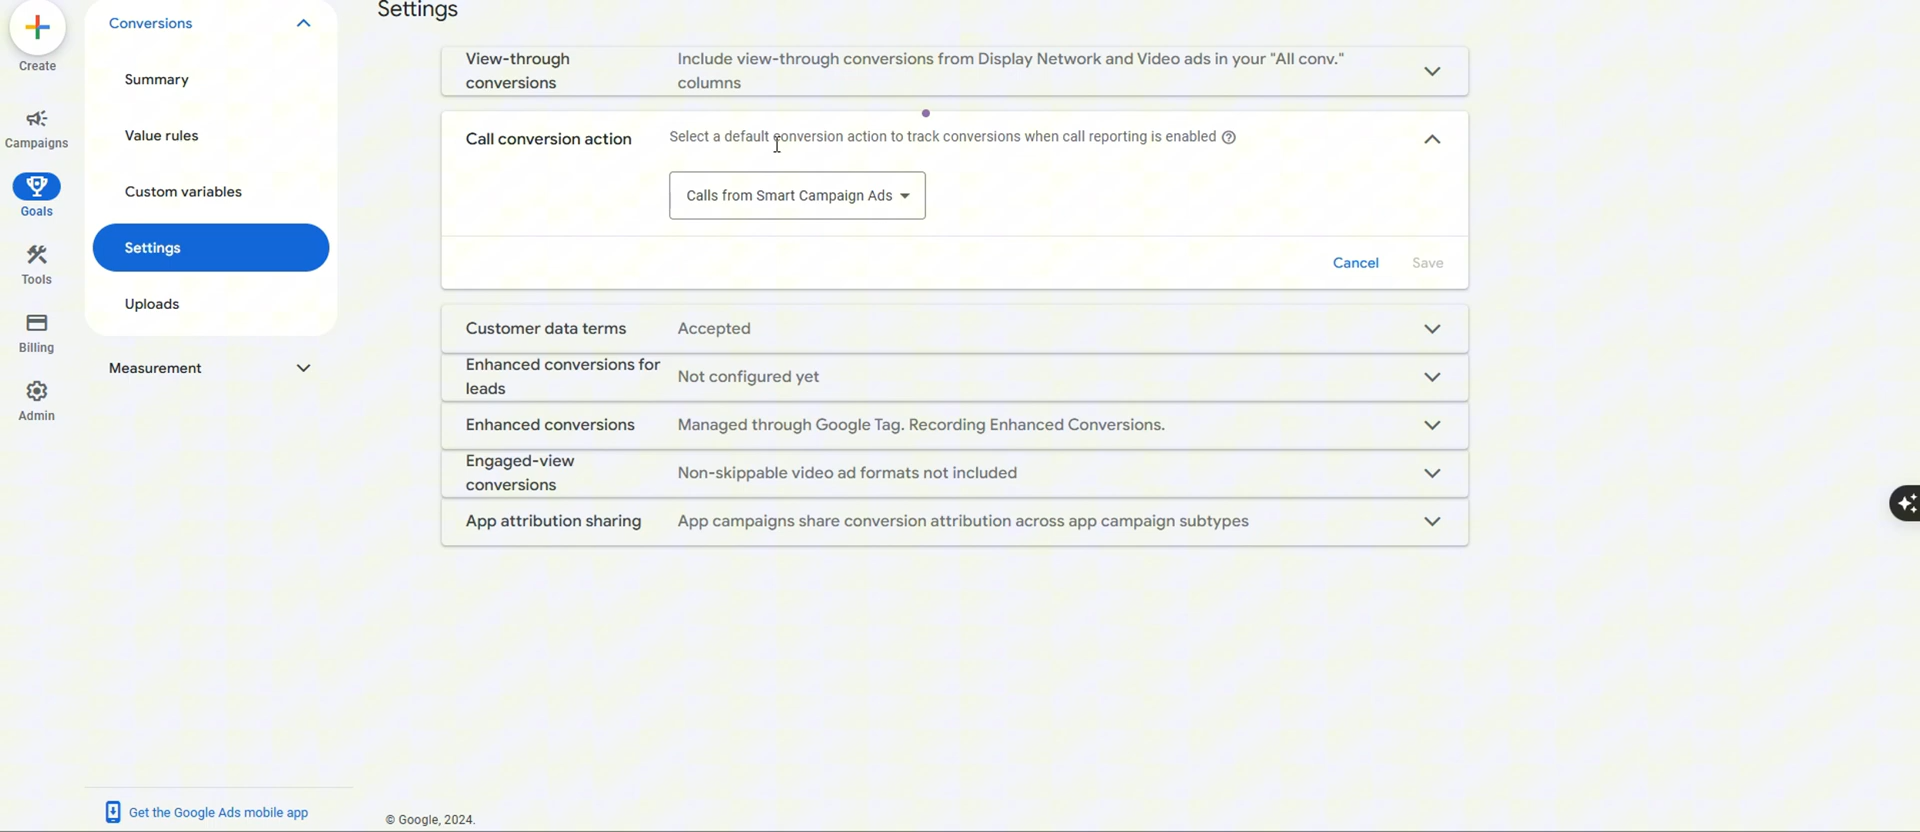 Create
Campaigns
Goals
Tools
Billing
Admin
Conversions
Summary
Value rules
Custom variables
Settings
Uploads
Measurement
Get the Google Ads mobile app
Settings
View-through
conversions
Include view-through conversions from Display Network and Video ads in your "All conv."
columns
Call conversion action
Select a default conversion action to track conversions when call reporting is enabled
Calls from Smart Campaign Ads
Cancel
Save
Customer data terms
Accepted
Enhanced conversions for
leads
Not configured yet
Enhanced conversions
Managed through Google Tag. Recording Enhanced Conversions.
Engaged-view
conversions
Non-skippable video ad formats not included
App attribution sharing
App campaigns share conversion attribution across app campaign subtypes
© Google, 2024.